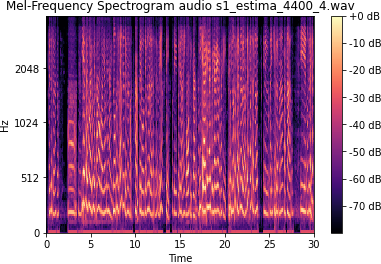 Mel-Frequency Spectrogram audio s1_estima_4400_4.wav
+0 dB
-10 dB
2048
-20 dB
-30 dB
Hz
1024
-40 dB
-50 dB
512
-60 dB
-70 dB
0
0 5 10 15 20 25 30
Time